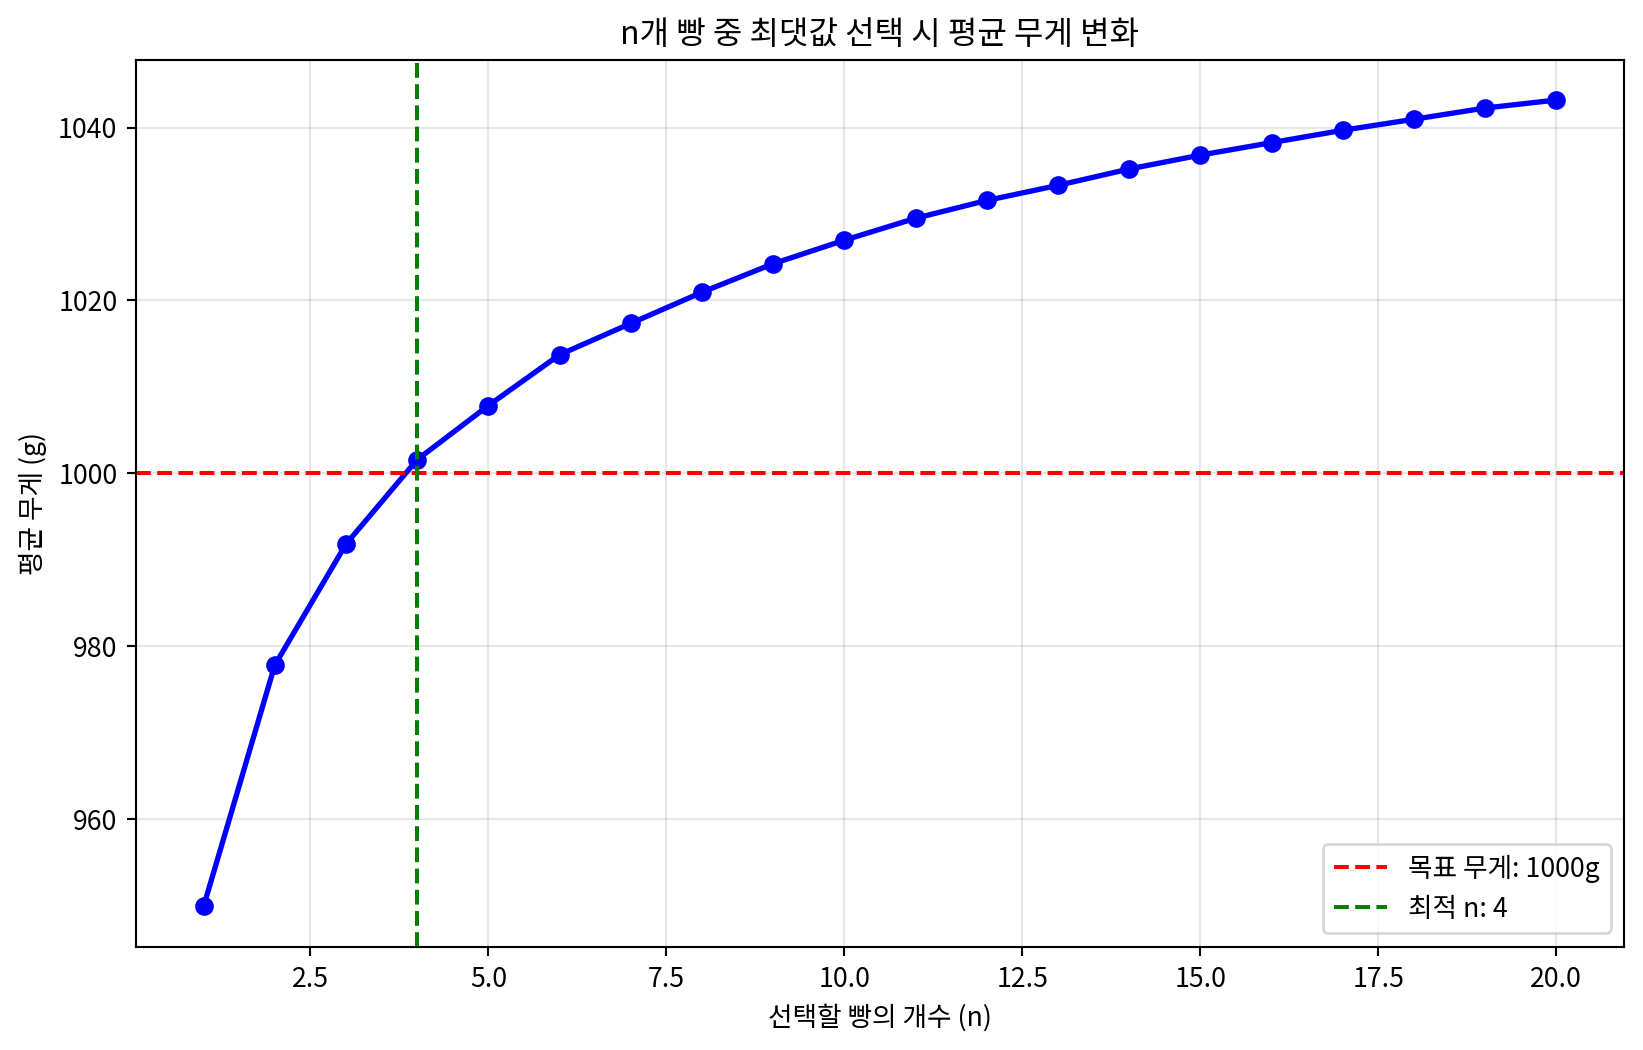 n개 빵 중 최댓값 선택 시 평균 무게 변화
평균 무게 (g)
1040
1020
1000
980
960
목표 무게: 1000g
최적 n: 4
2.5 5.0 7.5 10.0 12.5 15.0 17.5 20.0
선택할 빵의 개수 (n)